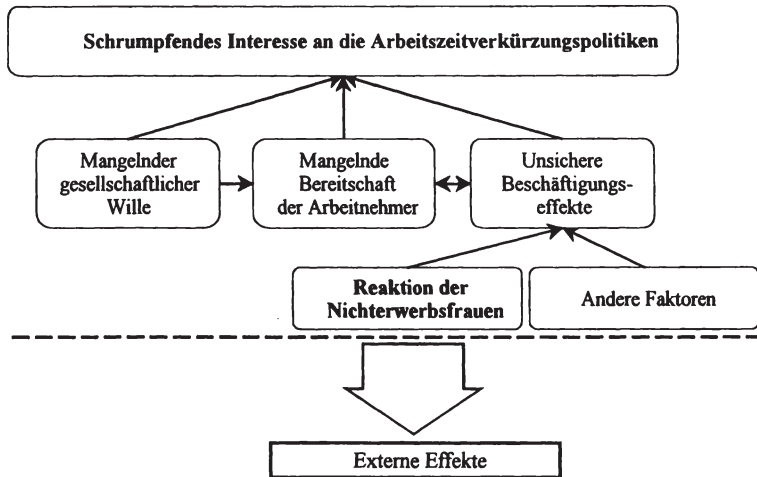 Schrumpfendes Interesse an die Arbeitszeitverkürzungspolitiken
Mangelnder
gesellschaftlicher
Wille
Mangelnde
Bereitschaft
der Arbeitnehmer
Unsichere
Beschäftigungs-
effekte
Reaktion der
Nichterwerbsfrauen
Andere Faktoren
Externe Effekte